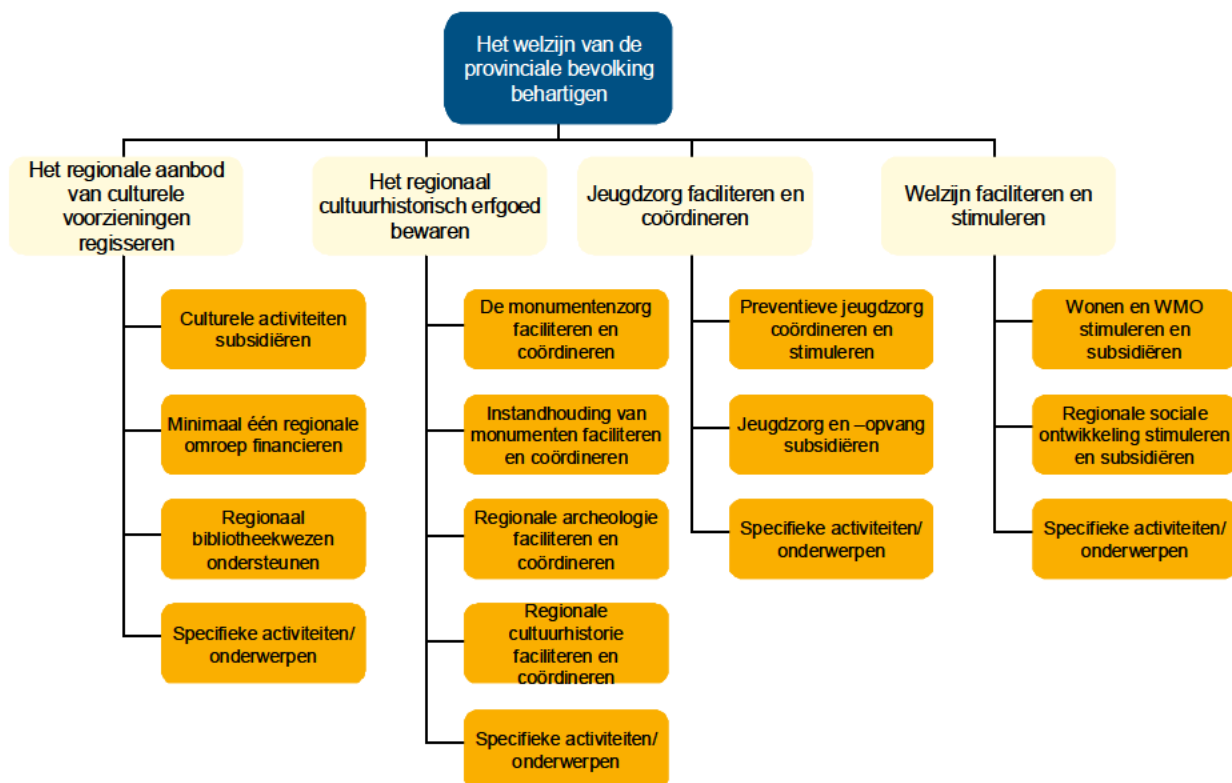 Het welzijn van de
provinciale bevolking
behartigen
Het regionale aanbod
van culturele
voorzieningen
regisseren
Culturele activiteiten
subsidiëren
Minimaal één regionale
omroep financieren
Regionaal
bibliotheekwezen
ondersteunen
Specifieke activiteiten/
onderwerpen
Het regionaal
cultuurhistorisch erfgoed
bewaren
De monumentenzorg
faciliteren en
coördineren
Instandhouding van
monumenten faciliteren
en coördineren
Regionale archeologie
faciliteren en
coördineren
Regionale
cultuurhistorie
faciliteren en
coördineren
Specifieke activiteiten/
onderwerpen
Jeugdzorg faciliteren en
coördineren
Preventieve jeugdzorg
coördineren en
stimuleren
Jeugdzorg en –opvang
subsidiëren
Specifieke activiteiten/
onderwerpen
Welzijn faciliteren en
stimuleren
Wonen en WMO
stimuleren en
subsidiëren
Regionale sociale
ontwikkeling stimuleren
en subsidiëren
Specifieke activiteiten/
onderwerpen